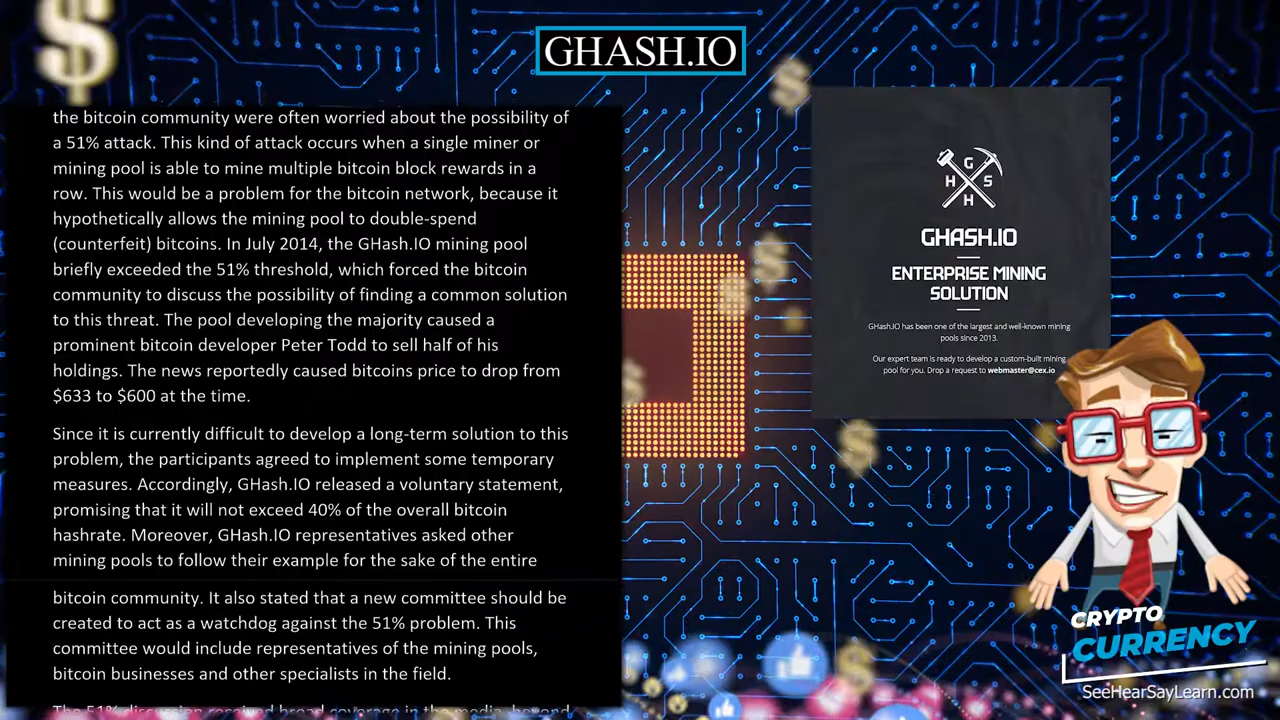 GHASH.IO
the bitcoin community were often worried about the possibility of
a 51% attack. This kind of attack occurs when a single miner or
mining pool is able to mine multiple bitcoin block rewards in a
row. This would be a problem for the bitcoin network, because it
hypothetically allows the mining pool to double-spend
(counterfeit) bitcoins. In July 2014, the GHash.IO mining pool
briefly exceeded the 51% threshold, which forced the bitcoin
community to discuss the possibility of finding a common solution
to this threat. The pool developing the majority caused a
prominent bitcoin developer Peter Todd to sell half of his
holdings. The news reportedly caused bitcoins price to drop from
$633 to $600 at the time.
Since it is currently difficult to develop a long-term solution to this
problem, the participants agreed to implement some temporary
measures. Accordingly, GHash.IO released a voluntary statement,
promising that it will not exceed 40% of the overall bitcoin
hashrate. Moreover, GHash.IO representatives asked other
mining pools to follow their example for the sake of the entire
bitcoin community. It also stated that a new committee should be
created to act as a watchdog against the 51% problem. This
committee would include representatives of the mining pools,
bitcoin businesses and other specialists in the field.
The 51% discussion received broad coverage in the media, beyond
G
H S
H
GHASH.IO
ENTERPRISE MINING
SOLUTION
GHash.IO has been one of the largest and well-known mining
pools since 2013.
Our expert team is ready to develop a custom-built mining
pool for you. Drop a request to webmaster@cex.io
CRYPTO
CURRENCY
SeeHearSayLearn.com